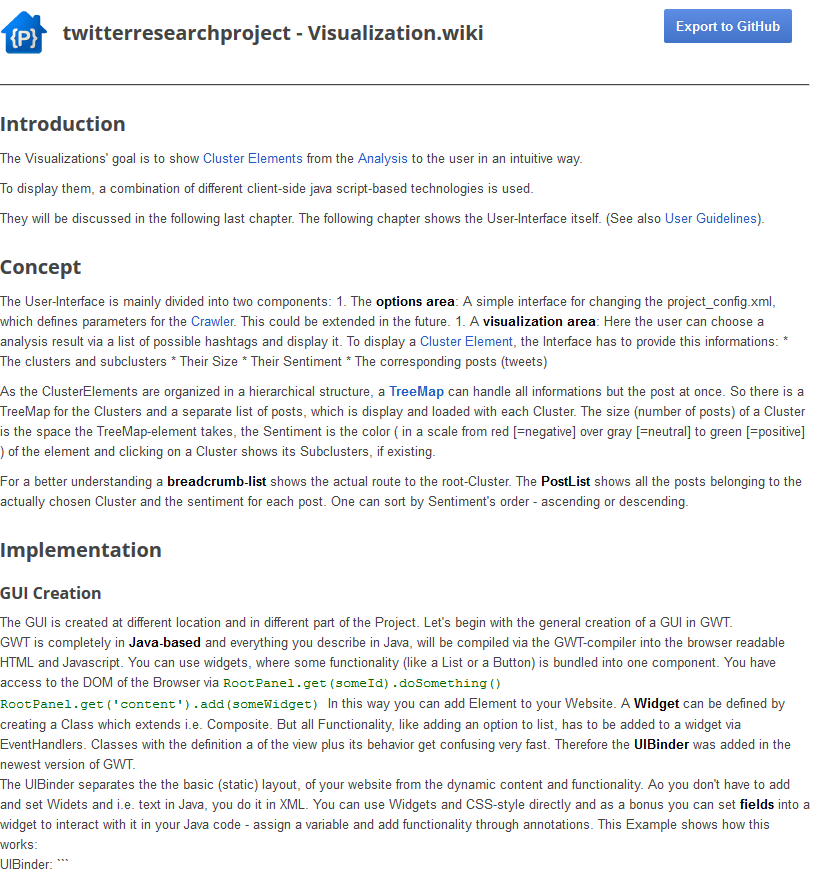 {P}
twitterresearchproject - Visualization.wiki
Export to GitHub
Introduction
The Visualizations' goal is to show Cluster Elements from the Analysis to the user in an intuitive way.
To display them, a combination of different client-side java script-based technologies is used.
They will be discussed in the following last chapter. The following chapter shows the User-Interface itself. (See also User Guidelines).
Concept
The User-Interface is mainly divided into two components: 1. The options area: A simple interface for changing the project_config.xml,
which defines parameters for the Crawler. This could be extended in the future. 1. A visualization area: Here the user can choose a
analysis result via a list of possible hashtags and display it. To display a Cluster Element, the Interface has to provide this informations: *
The clusters and subclusters * Their Size * Their Sentiment * The corresponding posts (tweets)
As the ClusterElements are organized in a hierarchical structure, a TreeMap can handle all informations but the post at once. So there is a
TreeMap for the Clusters and a separate list of posts, which is display and loaded with each Cluster. The size (number of posts) of a Cluster
is the space the TreeMap-element takes, the Sentiment is the color ( in a scale from red [=negative] over gray [=neutral] to green [=positive]
) of the element and clicking on a Cluster shows its Subclusters, if existing.
For a better understanding a breadcrumb-list shows the actual route to the root-Cluster. The PostList shows all the posts belonging to the
actually chosen Cluster and the sentiment for each post. One can sort by Sentiment's order - ascending or descending.
Implementation
GUI Creation
The GUI is created at different location and in different part of the Project. Let's begin with the general creation of a GUI in GWT.
GWT is completely in Java-based and everything you describe in Java, will be compiled via the GWT-compiler into the browser readable
HTML and Javascript. You can use widgets, where some functionality (like a List or a Button) is bundled into one component. You have
access to the DOM of the Browser via RootPanel.get(someId).doSomething()
RootPanel.get('content').add(someWidget) In this way you can add Element to your Website. A Widget can be defined by
creating a Class which extends i.e. Composite. But all Functionality, like adding an option to list, has to be added to a widget via
EventHandlers. Classes with the definition a of the view plus its behavior get confusing very fast. Therefore the UIBinder was added in the
newest version of GWT.
The UIBinder separates the the basic (static) layout, of your website from the dynamic content and functionality. Ao you don't have to add
and set Widets and i.e. text in Java, you do it in XML. You can use Widgets and CSS-style directly and as a bonus you can set fields into a
widget to interact with it in your Java code - assign a variable and add functionality through annotations. This Example shows how this
works:
UIBinder: ```